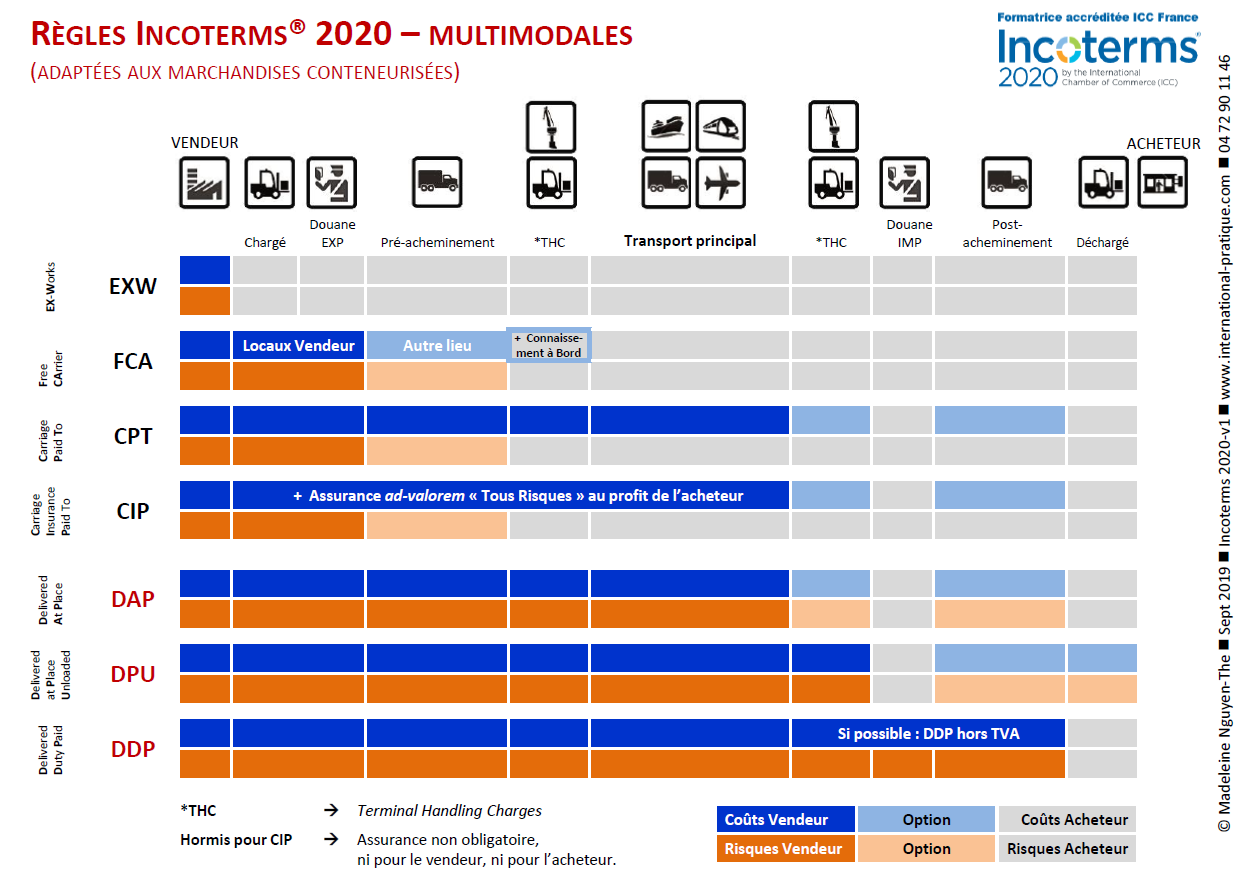 RÈGLES INCOTERMS® 2020 – MULTIMODALES
(ADAPTÉES AUX MARCHANDISES CONTENEURISÉES)
Formatrice accréditée ICC France
Incoterms®
2020 by the International
Chamber of Commerce (ICC)
VENDEUR
ACHETEUR
Chargé
Douane
EXP
Pré-acheminement
*THC
Transport principal
*THC
Douane
IMP
Post-
acheminement
Déchargé
EX-Works
EXW
Free
CArrier
FCA
Locaux Vendeur
Autre lieu
+ Connaisse-
ment à Bord
Carriage
Paid To
CPT
Carriage
Insurance
Paid To
CIP
+ Assurance ad-valorem « Tous Risques » au profit de l’acheteur
Delivered
At Place
DAP
Delivered
at Place
Unloaded
DPU
Delivered
Duty Paid
DDP
Si possible : DDP hors TVA
*THC → Terminal Handling Charges
Hormis pour CIP → Assurance non obligatoire,
ni pour le vendeur, ni pour l’acheteur.
Coûts Vendeur Option Coûts Acheteur
Risques Vendeur Option Risques Acheteur
© Madeleine Nguyen-The ■ Sept 2019 ■ Incoterms 2020-v1 ■ www.international-pratique.com ■ 04 72 90 11 46